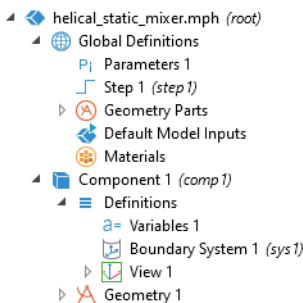 helical_static_mixer.mph (root)
Global Definitions
Pi Parameters 1
Step 1 (step1)
Geometry Parts
Default Model Inputs
Materials
Component 1 (comp1)
Definitions
a= Variables 1
Boundary System 1 (sys1)
View 1
Geometry 1